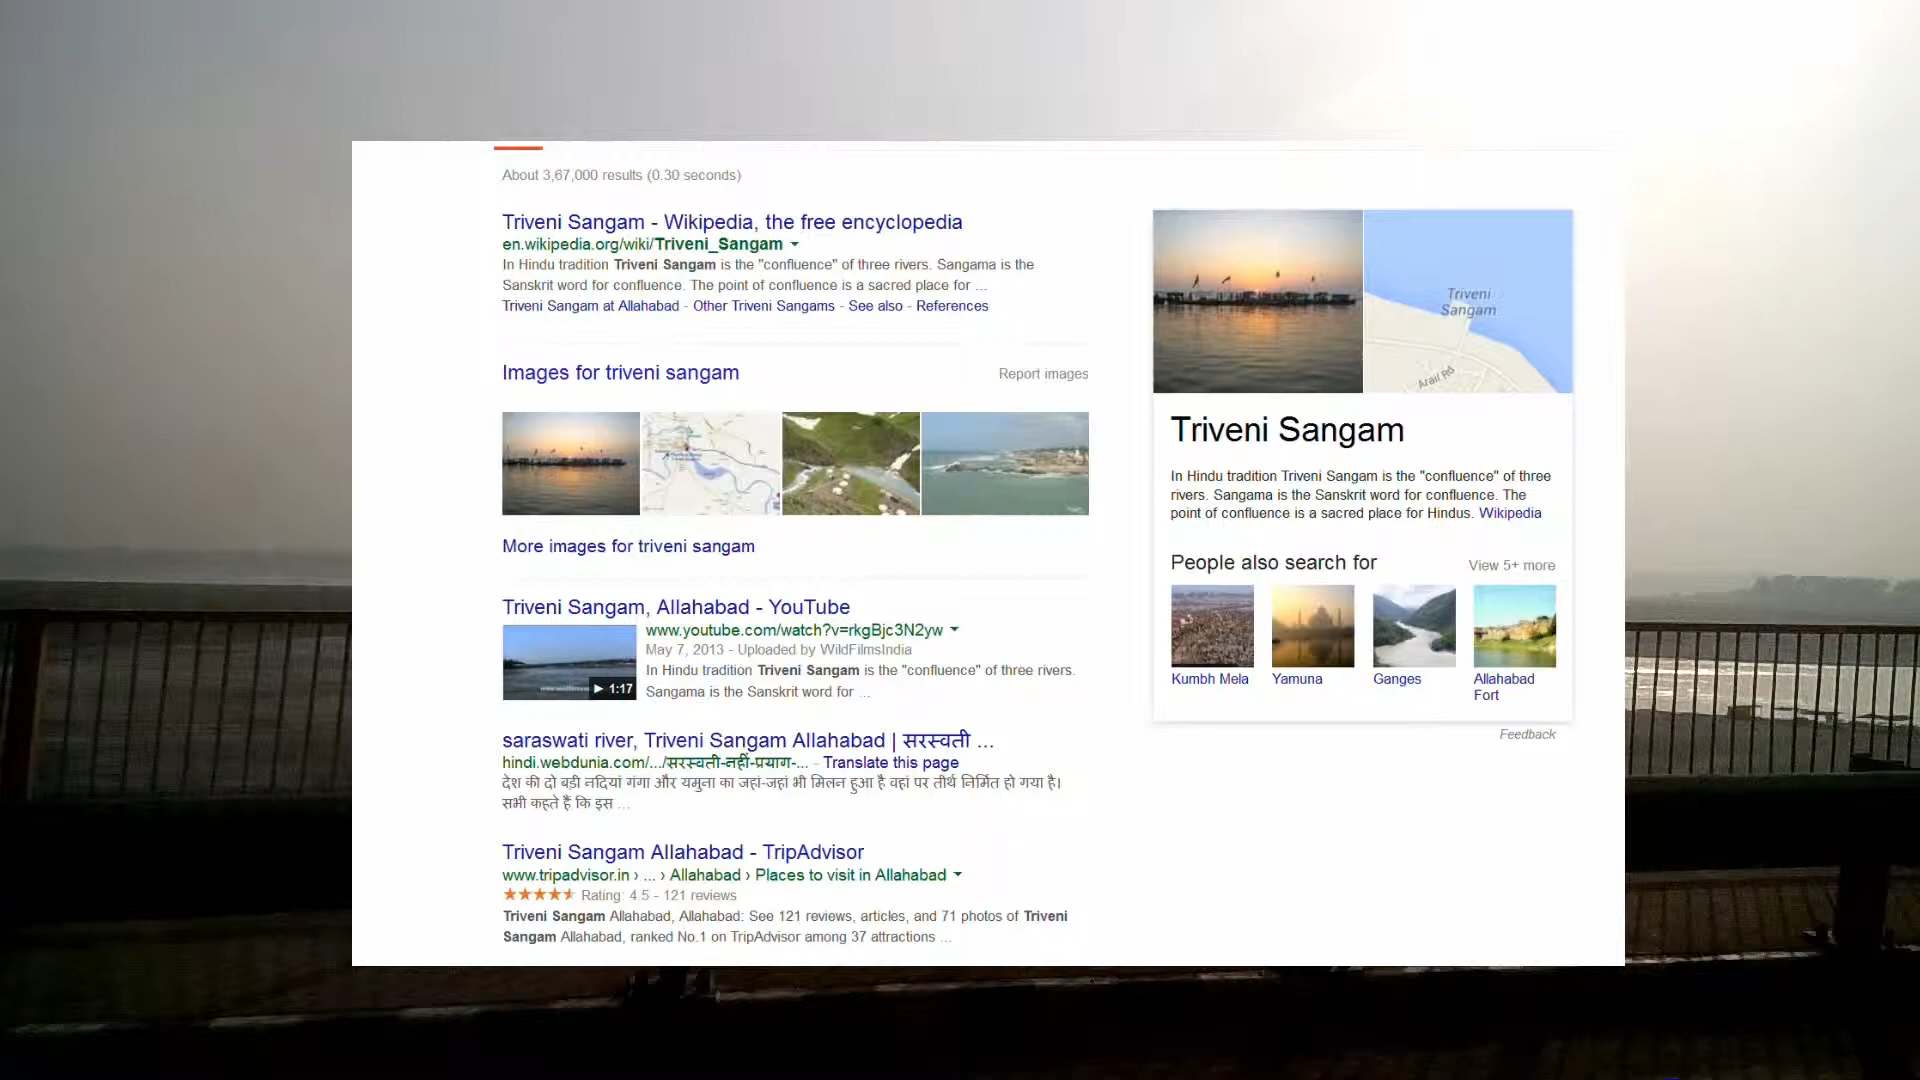 About 3,67,000 results (0.30 seconds)
Triveni Sangam - Wikipedia, the free encyclopedia
en.wikipedia.org/wiki/Triveni_Sangam
In Hindu tradition Triveni Sangam is the "confluence" of three rivers. Sangama is the
Sanskrit word for confluence. The point of confluence is a sacred place for ...
Triveni Sangam at Allahabad - Other Triveni Sangams - See also - References
Images for triveni sangam
Report images
More images for triveni sangam
Triveni Sangam, Allahabad - YouTube
www.youtube.com/watch?v=rkgBjc3N2yw
1:17
May 7, 2013 - Uploaded by WildFilmsIndia
In Hindu tradition Triveni Sangam is the "confluence" of three rivers.
Sangama is the Sanskrit word for ...
saraswati river, Triveni Sangam Allahabad | सरस्वती ...
hindi.webdunia.com/.../सरस्वती-नहीं-प्रयाग-... - Translate this page
देश की दो बड़ी नदियां गंगा और यमुना का जहां-जहां भी मिलन हुआ है वहां पर तीर्थ निर्मित हो गया है।
सभी कहते हैं कि इस ...
Triveni Sangam Allahabad - TripAdvisor
www.tripadvisor.in › ... › Allahabad › Places to visit in Allahabad
Rating: 4.5 - 121 reviews
Triveni Sangam Allahabad, Allahabad: See 121 reviews, articles, and 71 photos of Triveni
Sangam Allahabad, ranked No.1 on TripAdvisor among 37 attractions ...
Triveni
Sangam
Arail Rd
Triveni Sangam
In Hindu tradition Triveni Sangam is the "confluence" of three
rivers. Sangama is the Sanskrit word for confluence. The
point of confluence is a sacred place for Hindus. Wikipedia
People also search for
View 5+ more
Kumbh Mela
Yamuna
Ganges
Allahabad
Fort
Feedback